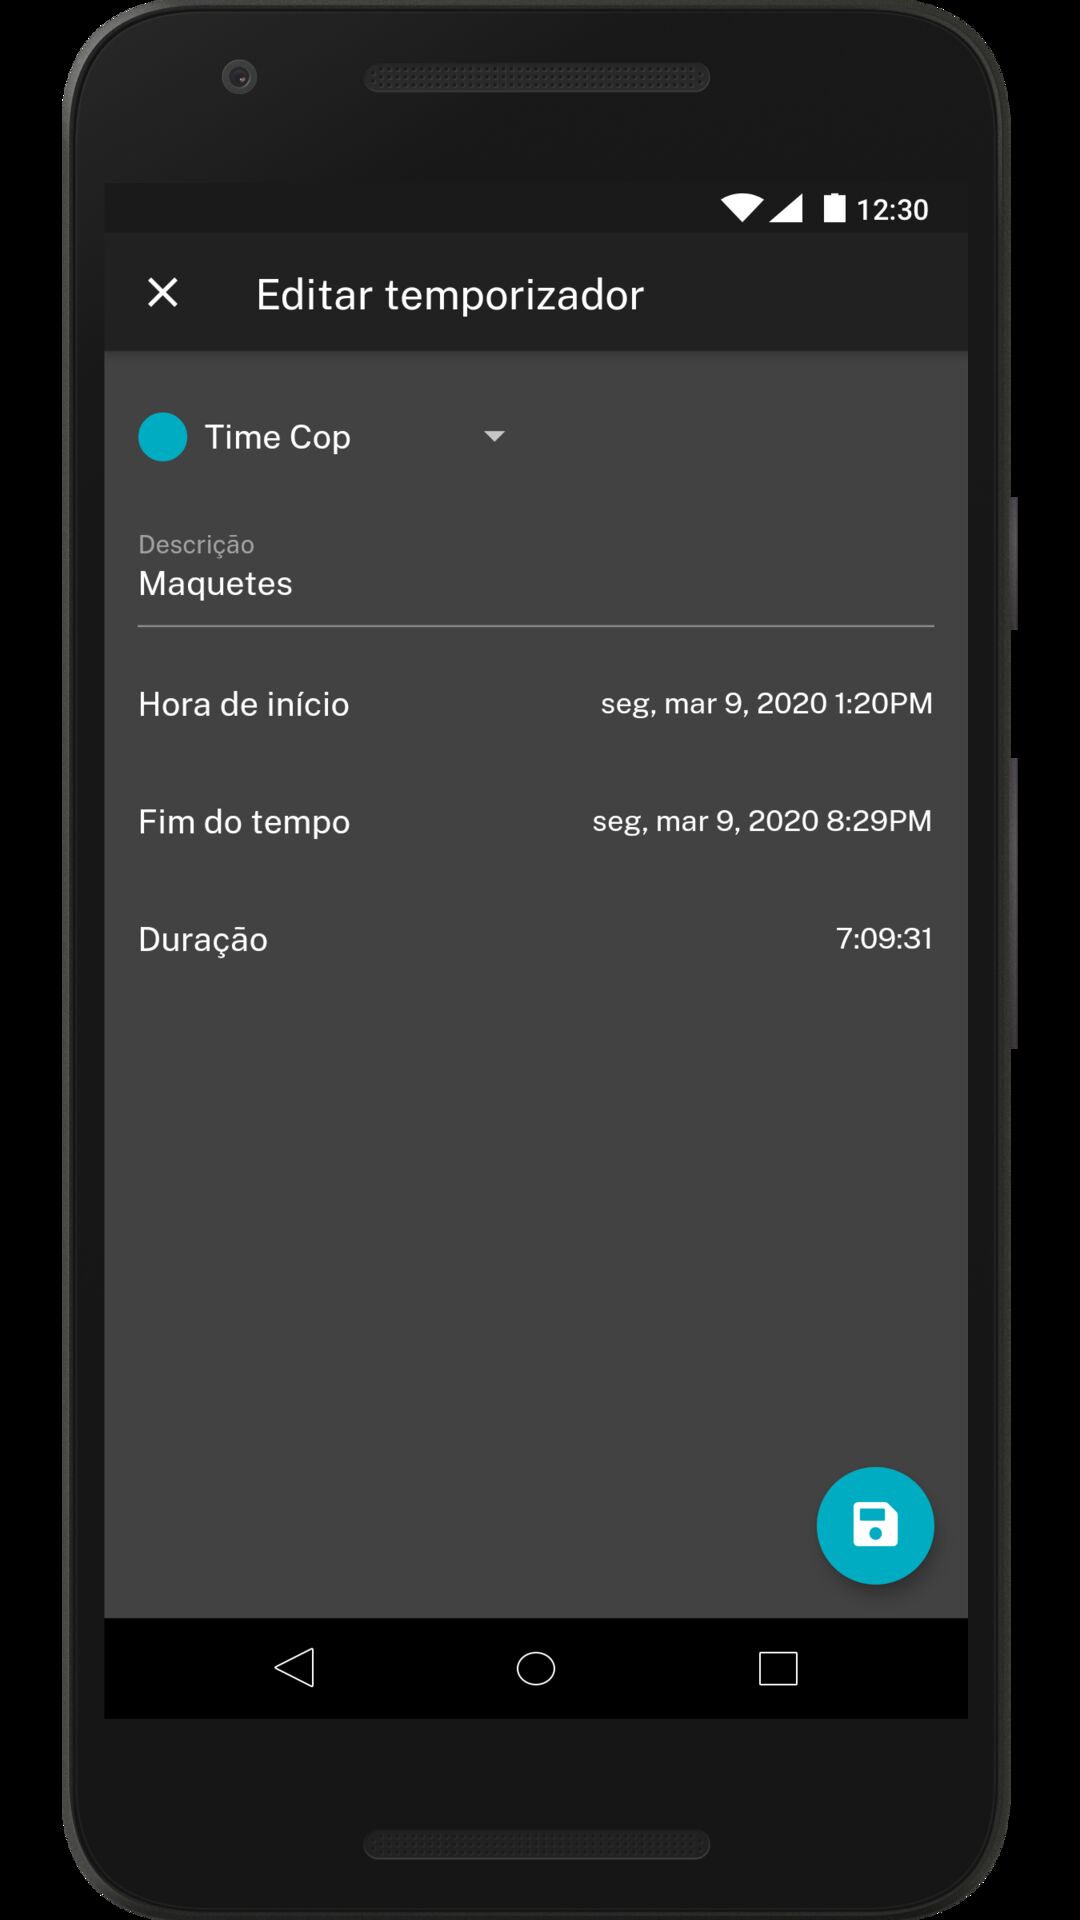 12:30
Editar temporizador
Time Cop
Descrição
Maquetes
Hora de início
seg, mar 9, 2020 1:20PM
Fim do tempo
seg, mar 9, 2020 8:29PM
Duração
7:09:31